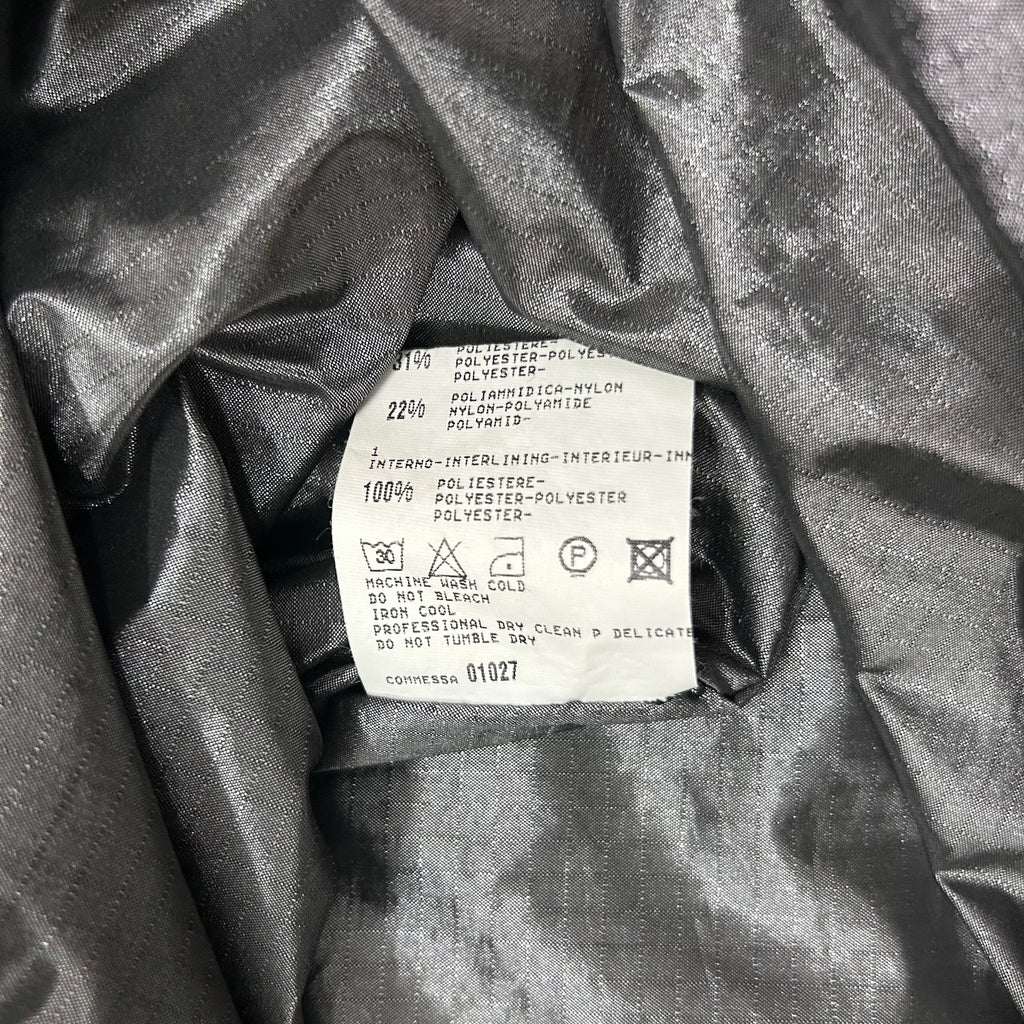 31% POLIESTERE-
POLYESTER-POLYES
POLYESTER-
22% POLIAMMIDICA-NYLON
NYLON-POLYAMIDE
POLYAMID-
1
INTERNO-INTERLINING-INTERIEUR-INN
100% POLIESTERE-
POLYESTER-POLYESTER
POLYESTER-
30 P
MACHINE WASH COLD
DO NOT BLEACH
IRON COOL
PROFESSIONAL DRY CLEAN P DELICATE
DO NOT TUMBLE DRY
COMMESSA 01027